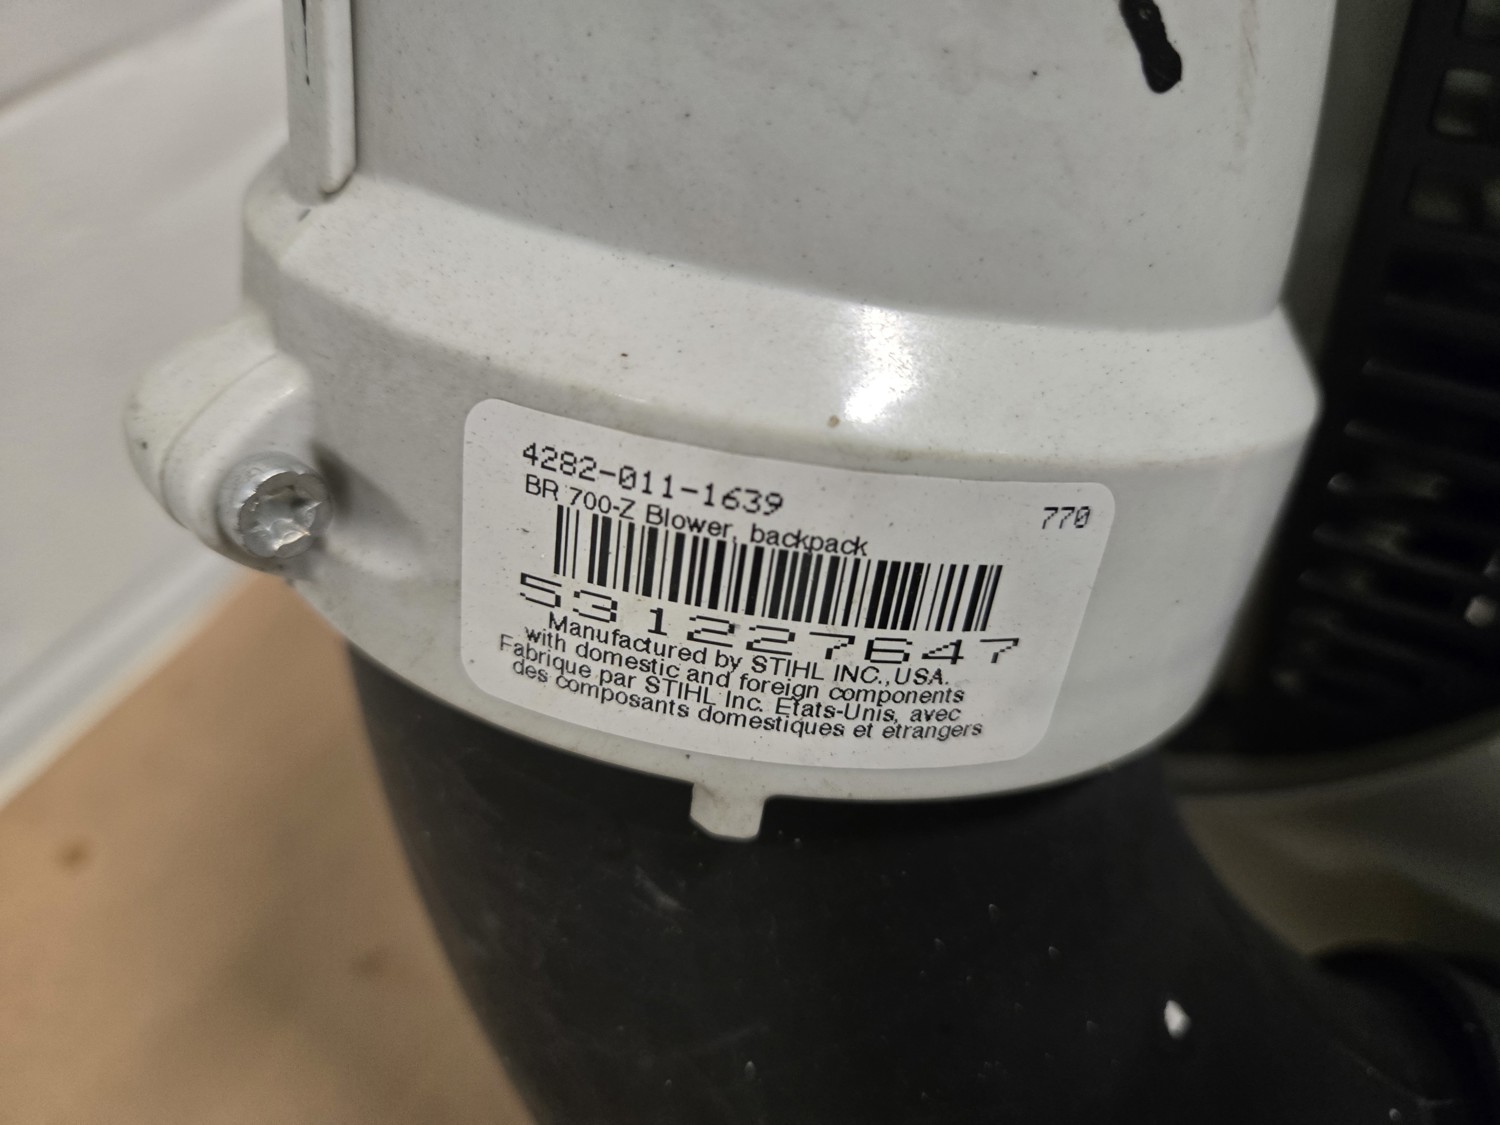 4282-011-1639
770
BR 700-Z Blower, backpack
531227647
Manufactured by STIHL INC., USA.
with domestic and foreign components
Fabrique par STIHL Inc. Etats-Unis, avec
des composants domestiques et etrangers